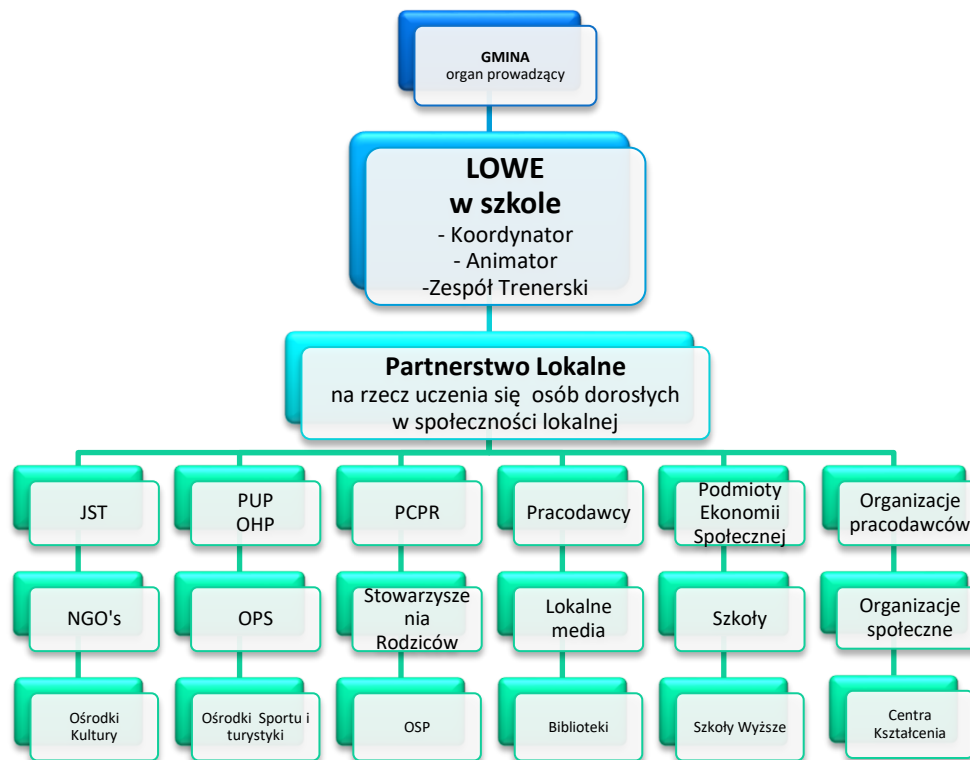 GMINA
organ prowadzący
LOWE
w szkole
- Koordynator
- Animator
-Zespół Trenerski
Partnerstwo Lokalne
na rzecz uczenia się osób dorosłych
w społeczności lokalnej
JST
PUP
OHP
PCPR
Pracodawcy
Podmioty
Ekonomii
Społecznej
Organizacje
pracodawców
NGO's
OPS
Stowarzysze
nia
Rodziców
Lokalne
media
Szkoły
Organizacje
społeczne
Ośrodki
Kultury
Ośrodki Sportu i
turystyki
OSP
Biblioteki
Szkoły Wyższe
Centra
Kształcenia